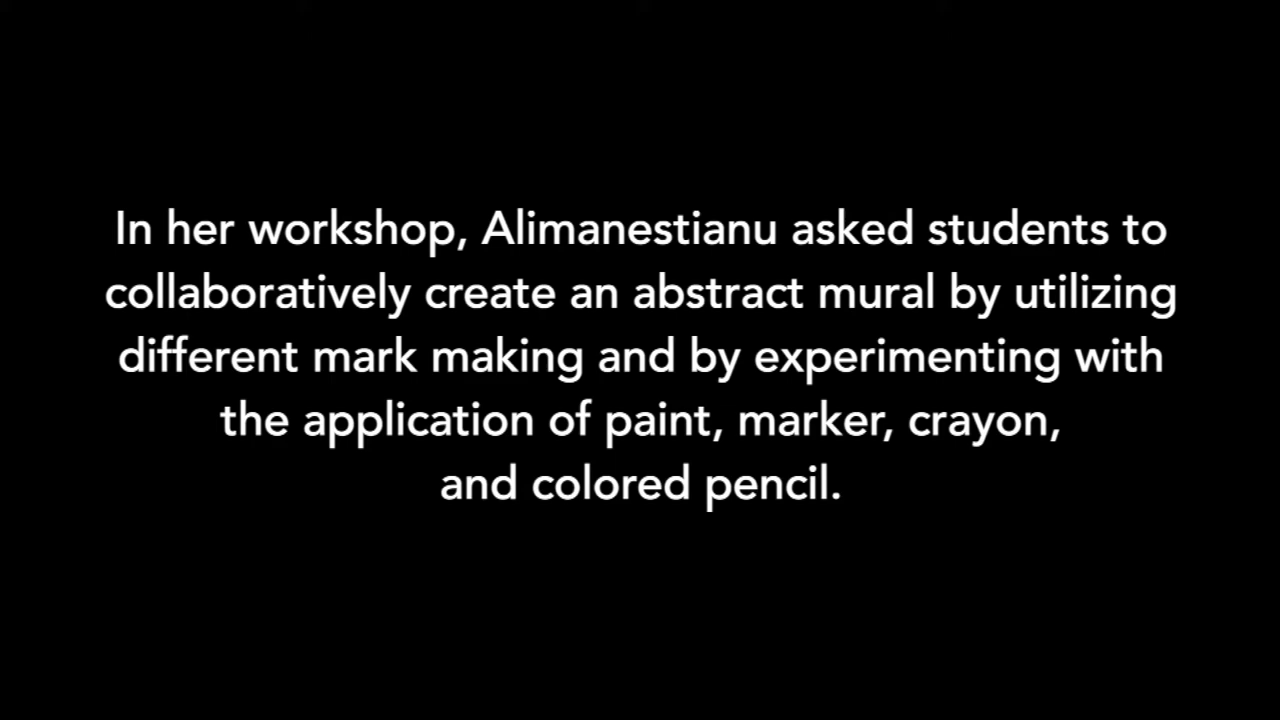 In her workshop, Alimanestianu asked students to
collaboratively create an abstract mural by utilizing
different mark making and by experimenting with
the application of paint, marker, crayon,
and colored pencil.